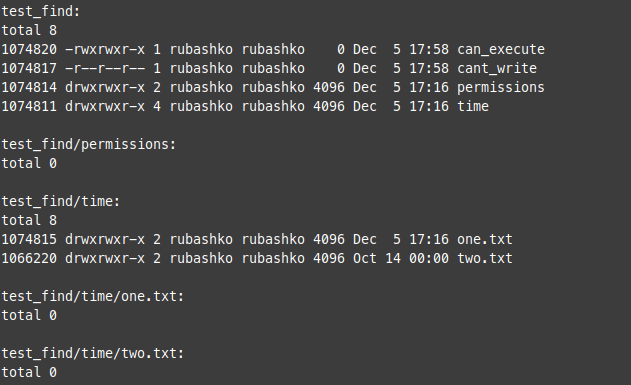 test_find:
total 8
1074820 -rwxrwxr-x 1 rubashko rubashko    0 Dec  5 17:58 can_execute
1074817 -r--r--r-- 1 rubashko rubashko    0 Dec  5 17:58 cant_write
1074814 drwxrwxr-x 2 rubashko rubashko 4096 Dec  5 17:16 permissions
1074811 drwxrwxr-x 4 rubashko rubashko 4096 Dec  5 17:16 time

test_find/permissions:
total 0

test_find/time:
total 8
1074815 drwxrwxr-x 2 rubashko rubashko 4096 Dec  5 17:16 one.txt
1066220 drwxrwxr-x 2 rubashko rubashko 4096 Oct 14 00:00 two.txt

test_find/time/one.txt:
total 0

test_find/time/two.txt:
total 0